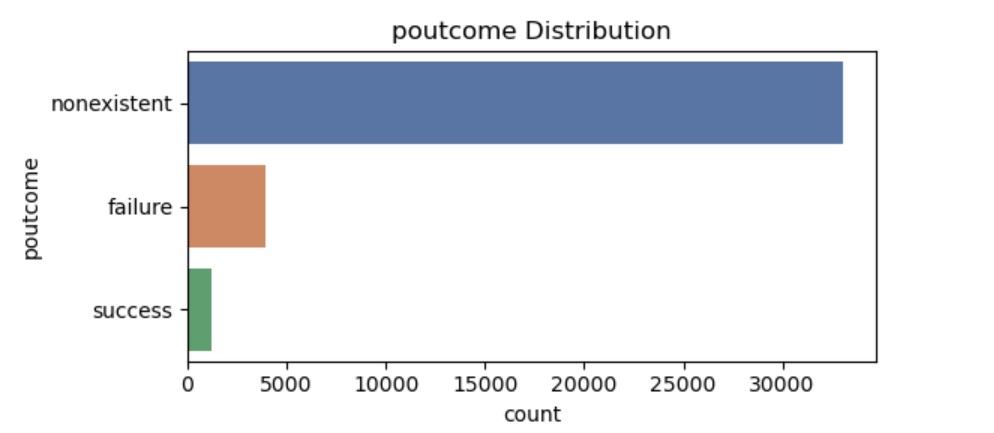 poutcome Distribution
poutcome
nonexistent
failure
success
0 5000 10000 15000 20000 25000 30000
count